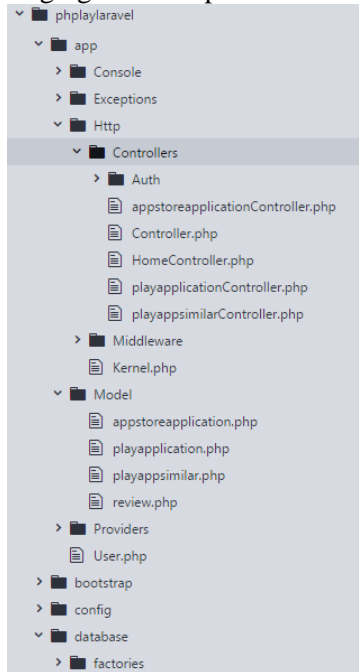 phplaylaravel
app
Console
Exceptions
Http
Controllers
Auth
appstoreapplicationController.php
Controller.php
HomeController.php
playapplicationController.php
playappsimilarController.php
Middleware
Kernel.php
Model
appstoreapplication.php
playapplication.php
playappsimilar.php
review.php
Providers
User.php
bootstrap
config
database
factories